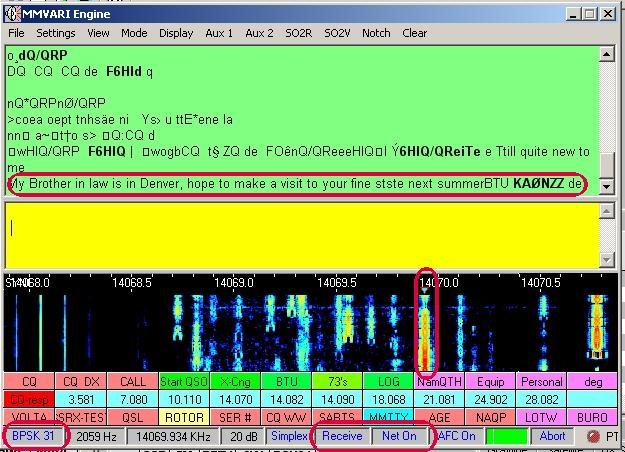 MMVARI Engine
File Settings View Mode Display Aux 1 Aux 2 SO2R SO2V Notch Clear
dQ/QRP
DQ CQ CQ de F6HId q
nQ*QRPnØ/QRP
>coea oept tnhsäe ni Ys› u ttE*ene la
nn□ a~□t†o s> □Q:CQ d
□wHIQ/QRP F6HIQ | □wogbCQ t§ ZQ de FOênQ/QReeeHIQ□l Ý6HIQ/QReiTe e Ttill quite new to
me
My Brother in law is in Denver, hope to make a visit to your fine stste next summerBTU KAØNZZ de
14068.0 14068.5 14069.0 14069.5 14070.0 14070.5
CQ CQ DX CALL Start QSO X-Cng BTU 73's LOG NamQTH Equip Personal deg
CQ-resp 3.581 7.080 10.110 14.070 14.082 14.090 18.068 21.081 24.902 28.082
VOLTA SRX-TES QSL ROTOR SER # CQ WW SARTS MMTTY AGE NAQP LOTW BURO
BPSK 31 2059 Hz 14069.934 KHz 20 dB Simplex Receive Net On AFC On Abort PT